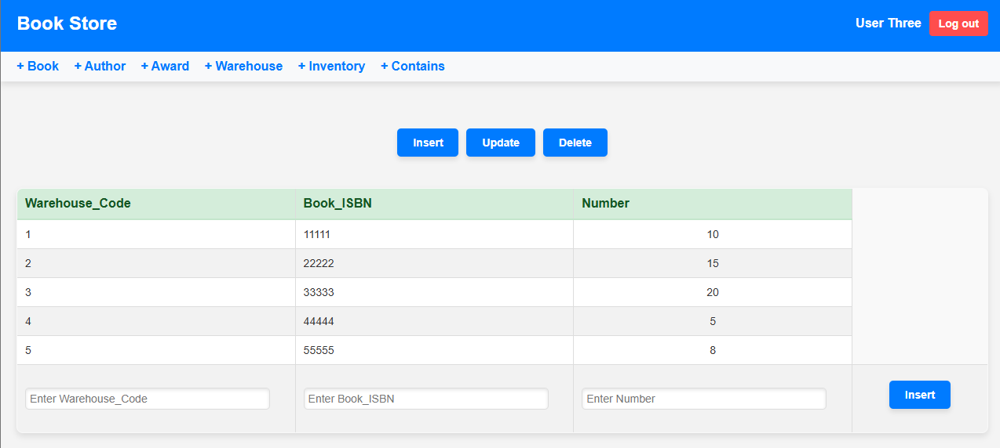 Book Store User Three Log out
+ Book + Author + Award + Warehouse + Inventory + Contains
Insert Update Delete
Warehouse_Code Book_ISBN Number
1 11111 10
2 22222 15
3 33333 20
4 44444 5
5 55555 8
Enter Warehouse_Code Enter Book_ISBN Enter Number Insert